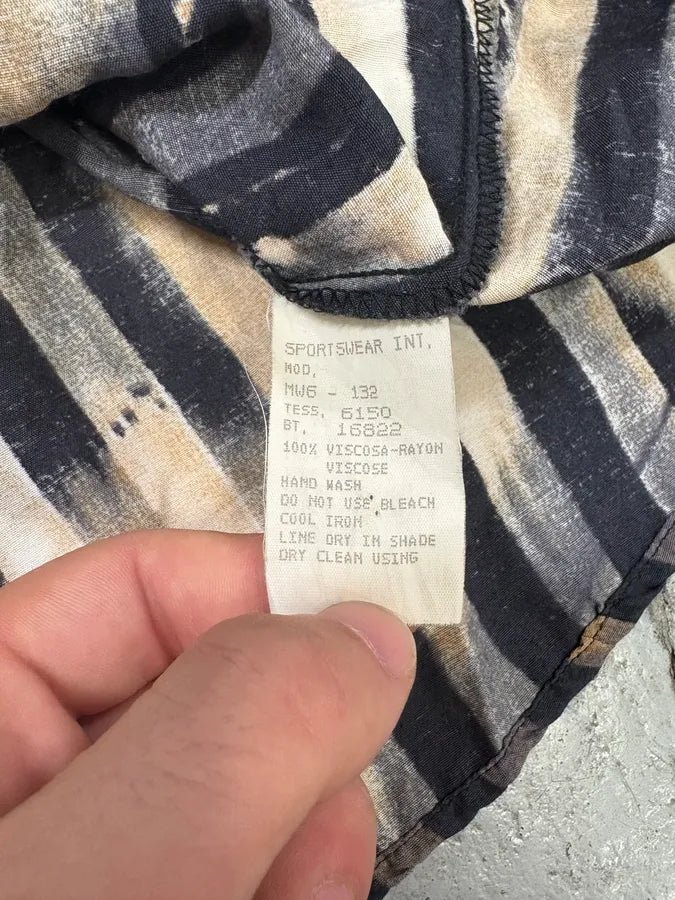 SPORTSWEAR INT.
MOD.
MW6 - 132
TESS. 6150
BT. 16822
100% VISCOSA-RAYON
VISCOSE
HAND WASH
DO NOT USE BLEACH
COOL IRON
LINE DRY IN SHADE
DRY CLEAN USING